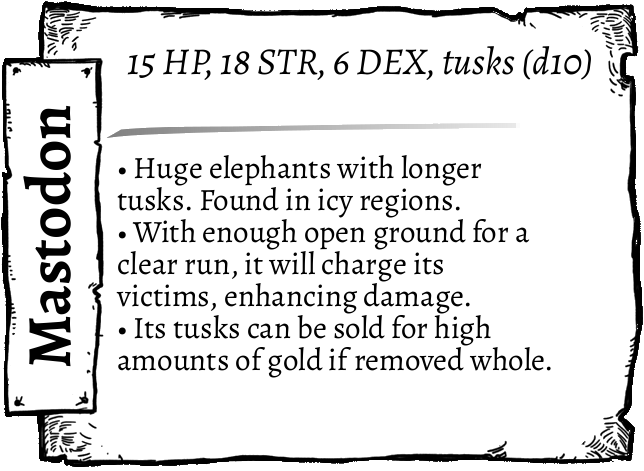 Mastodon
15 HP, 18 STR, 6 DEX, tusks (d10)
• Huge elephants with longer
tusks. Found in icy regions.
• With enough open ground for a
clear run, it will charge its
victims, enhancing damage.
• Its tusks can be sold for high
amounts of gold if removed whole.